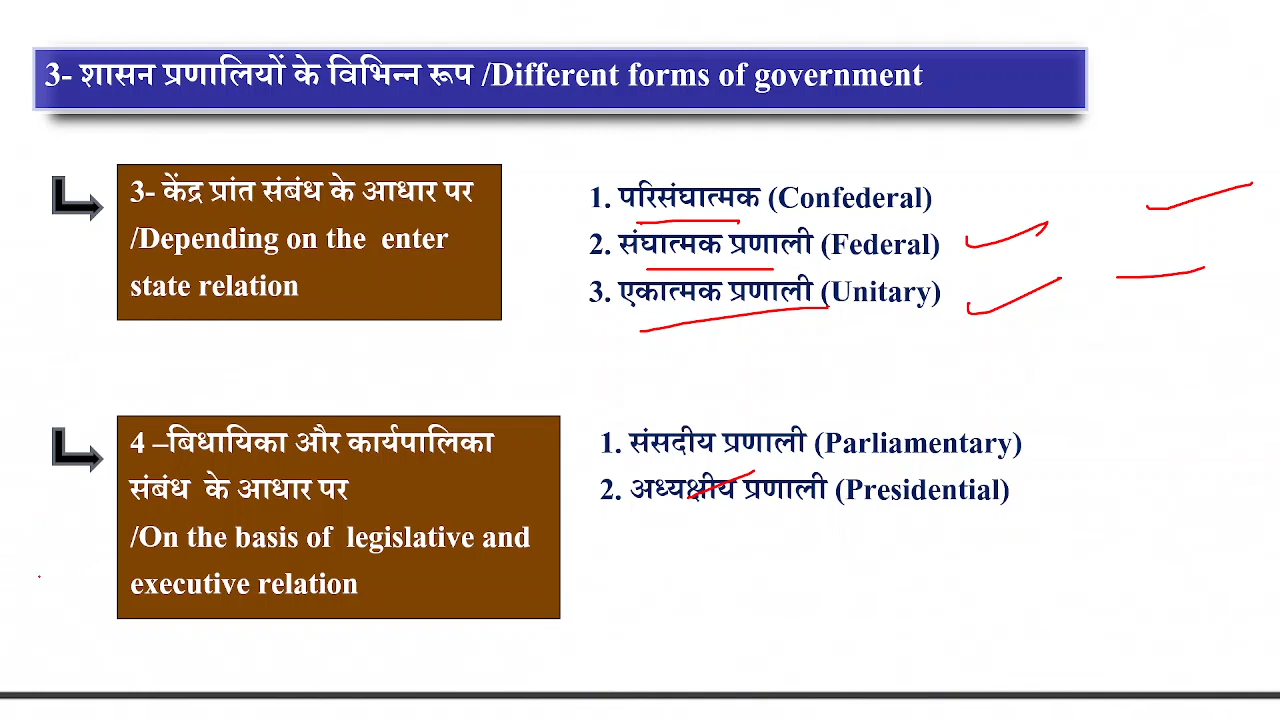 3- शासन प्रणालियों के विभिन्न रूप /Different forms of government
3- केंद्र प्रांत संबंध के आधार पर
/Depending on the enter
state relation
1. परिसंघात्मक (Confederal)
2. संघात्मक प्रणाली (Federal)
3. एकात्मक प्रणाली (Unitary)
4 –बिधायिका और कार्यपालिका
संबंध के आधार पर
/On the basis of legislative and
executive relation
1. संसदीय प्रणाली (Parliamentary)
2. अध्यक्षीय प्रणाली (Presidential)